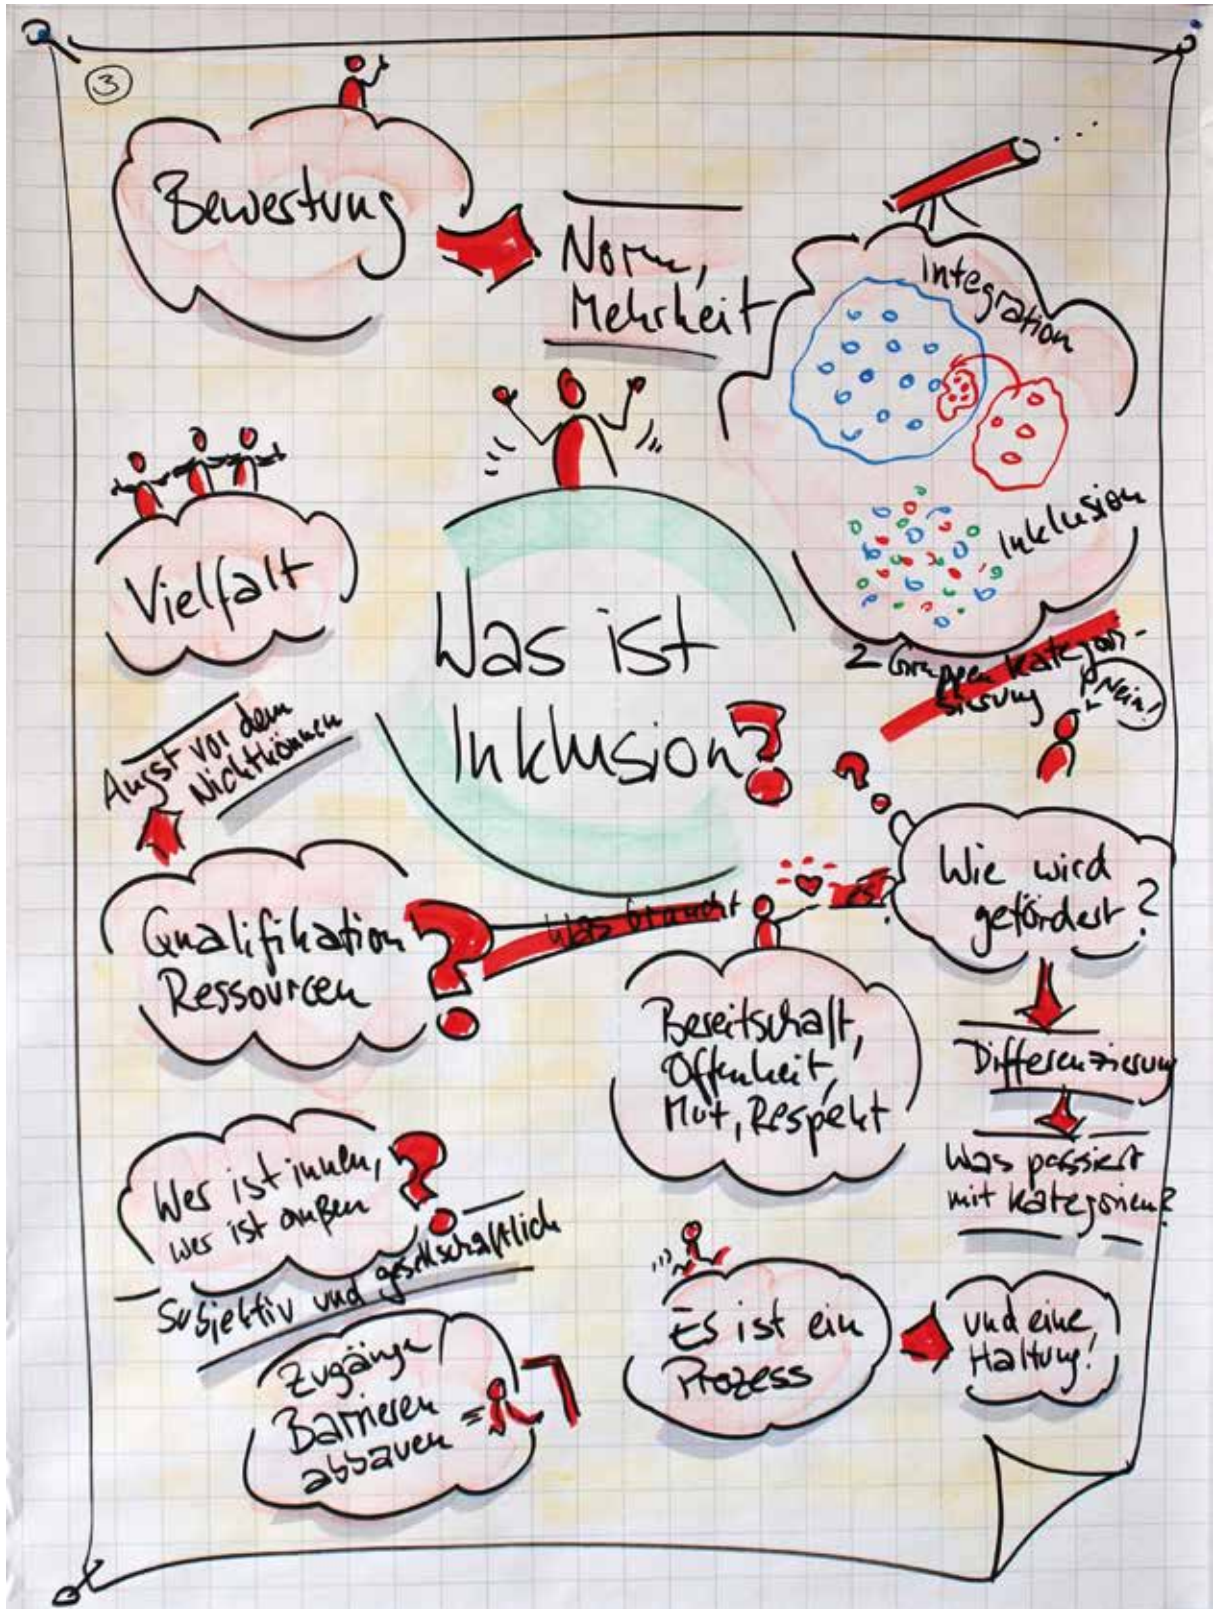 3
Bewertung
Norm,
Mehrheit
Integration
Inklusion
2 Gruppen Kategori-
sierung
Nein!
Vielfalt
Was ist
Inklusion?
Angst vor dem
Nichtkönnen
Qualifikation
Ressourcen ?
Was braucht
es?
Wie wird
gefördert?
Bereitschaft,
Offenheit,
Mut, Respekt
Differenzierung
Was passiert
mit Kategorien?
Wer ist innen,
wer ist außen ?
Subjektiv und gesellschaftlich
Zugänge
Barrieren
abbauen
Es ist ein
Prozess
und eine
Haltung!